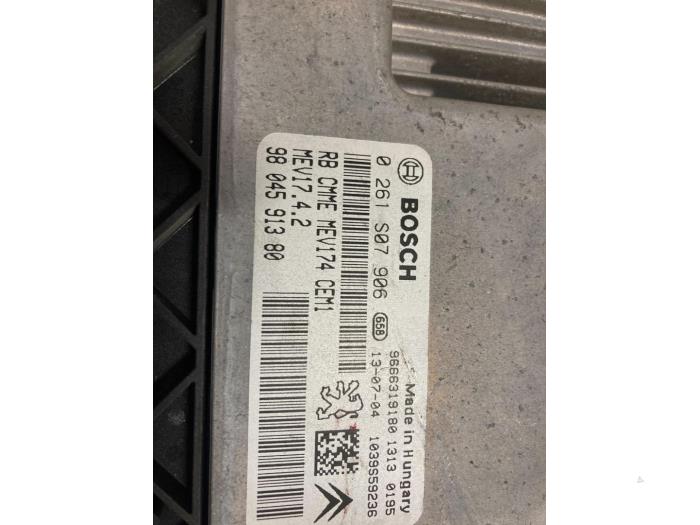 BOSCH
Made in Hungary
0 261 S07 906 658
9666319180 1313 0195
13-07-04 1039S59236
RB CMME MEV174 CEM1
MEV17.4.2
98 045 913 80